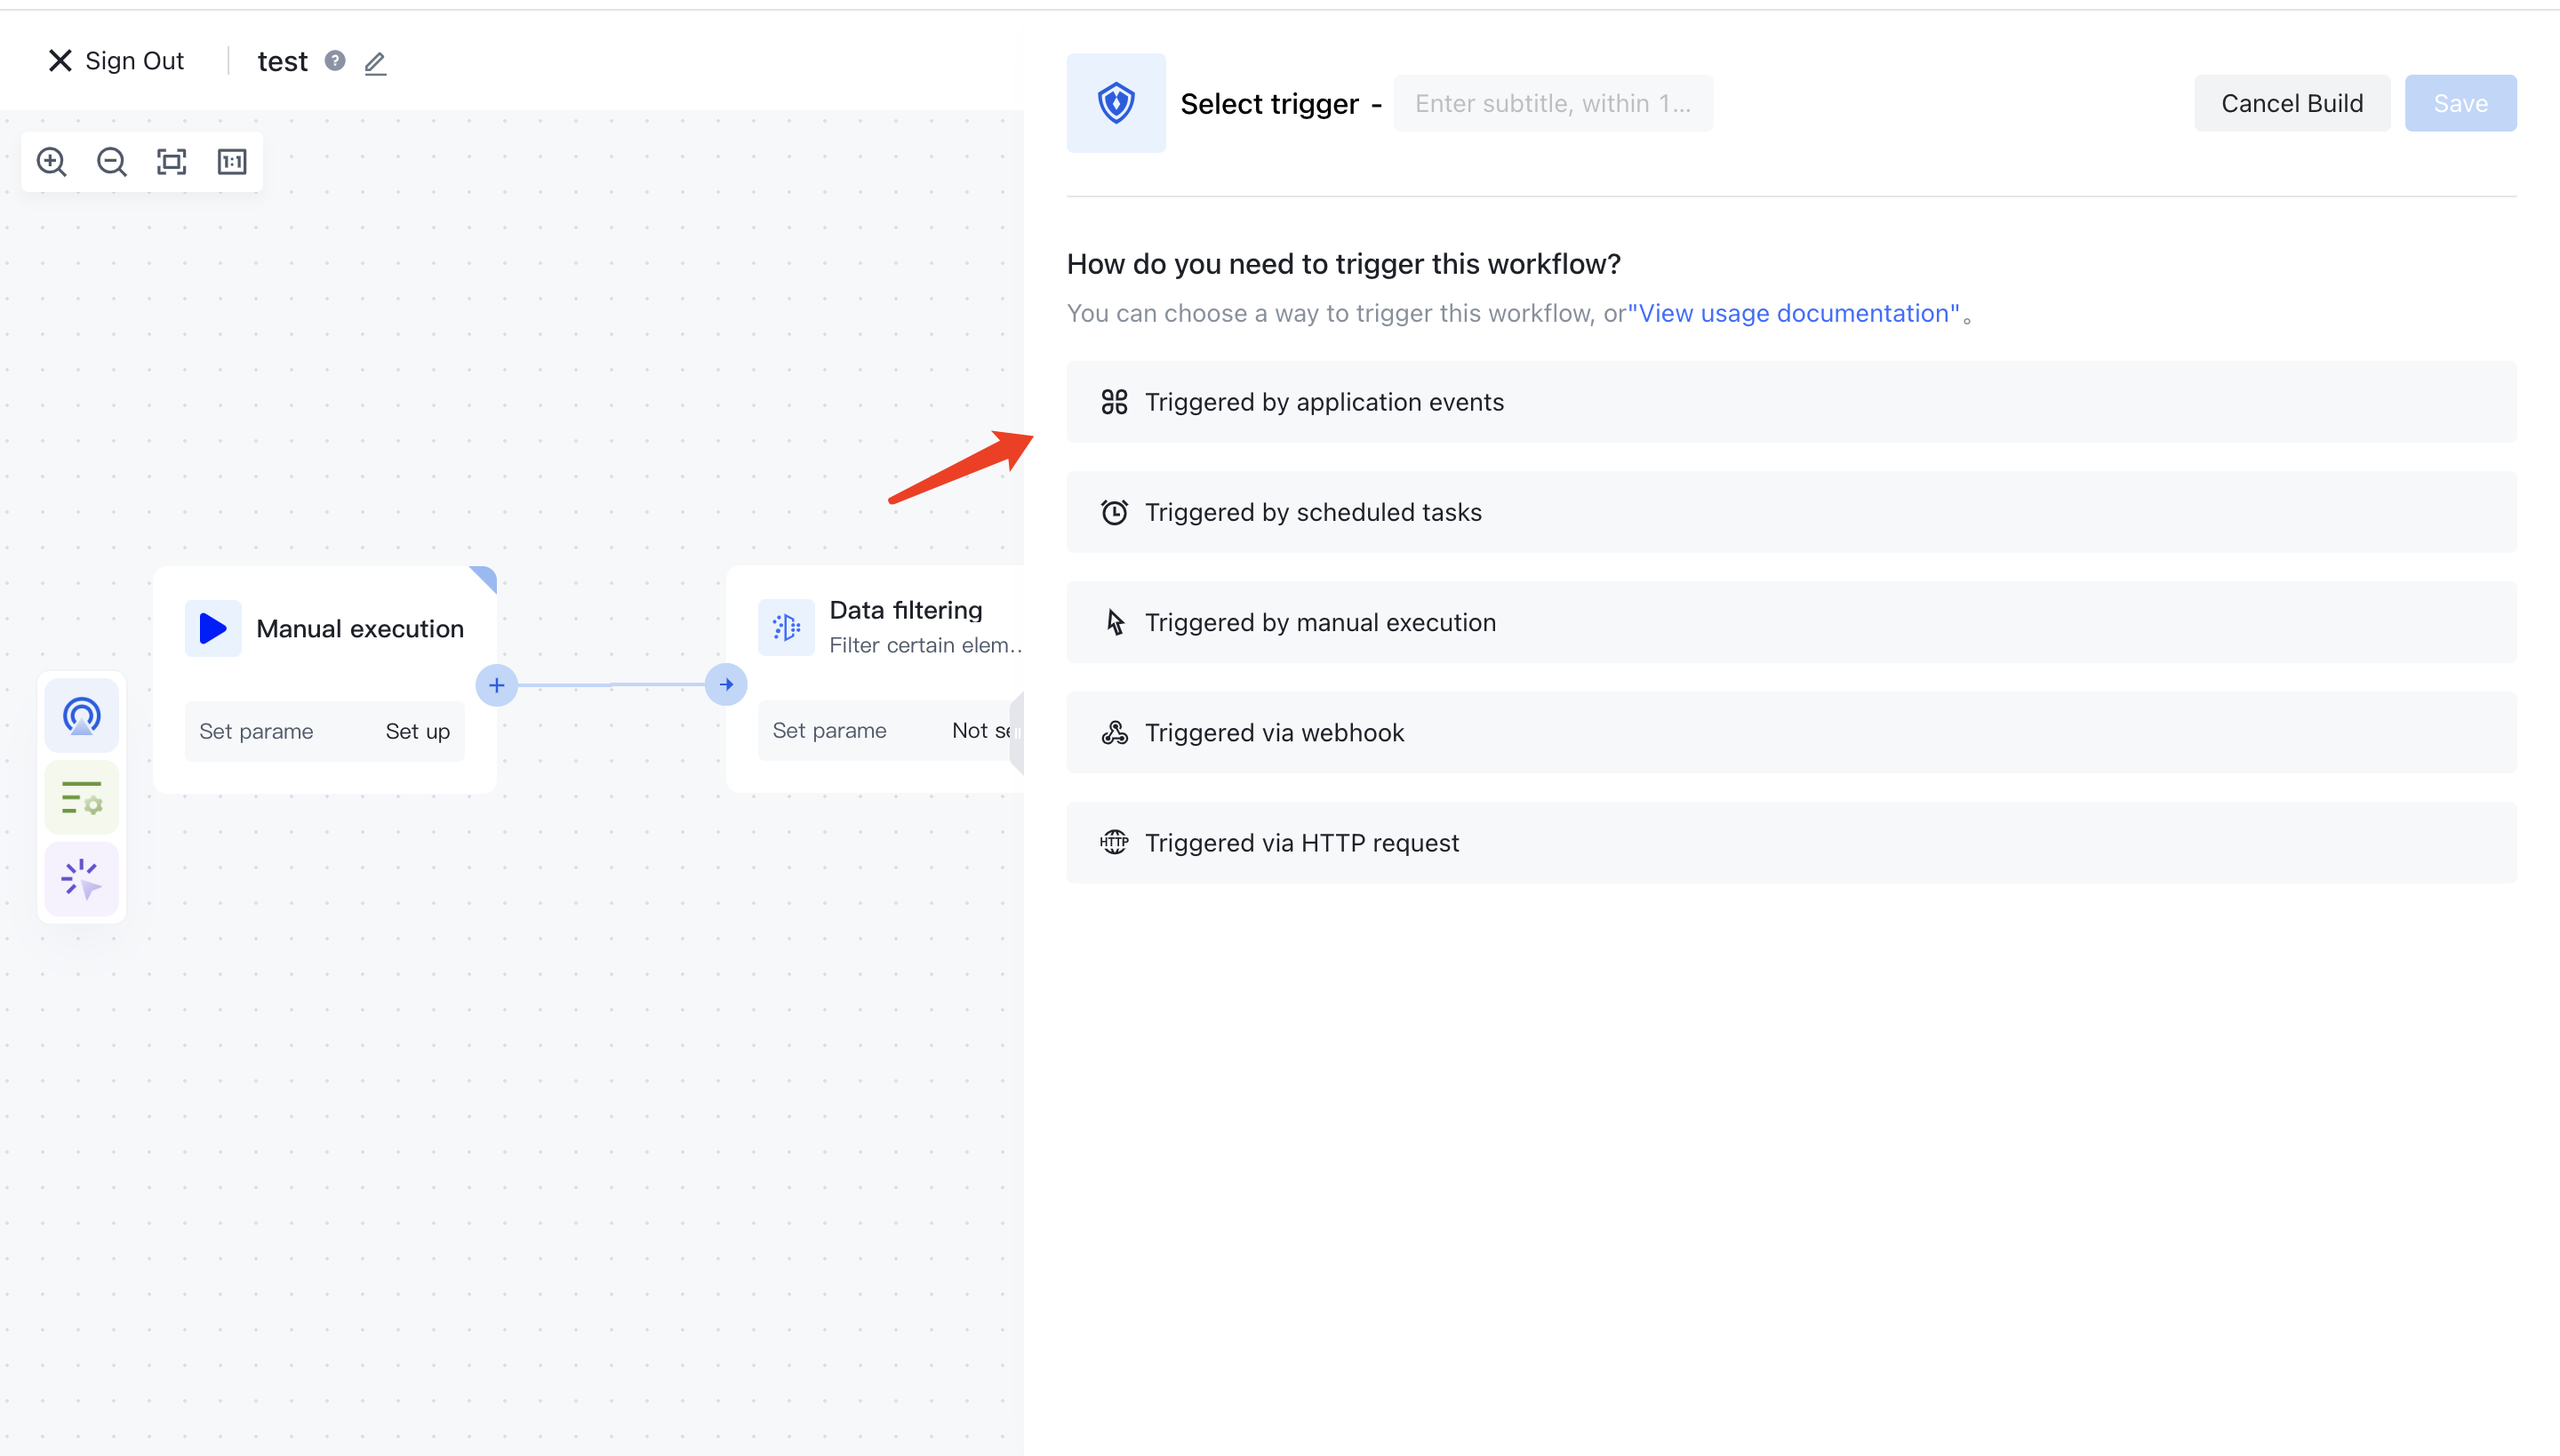 Sign Out
test
1:1
Manual execution
Set parame Set up
Data filtering
Filter certain elem..
Set parame Not se
Select trigger - Enter subtitle, within 1...
Cancel Build
Save
How do you need to trigger this workflow?
You can choose a way to trigger this workflow, or"View usage documentation"。
Triggered by application events
Triggered by scheduled tasks
Triggered by manual execution
Triggered via webhook
HTTP Triggered via HTTP request